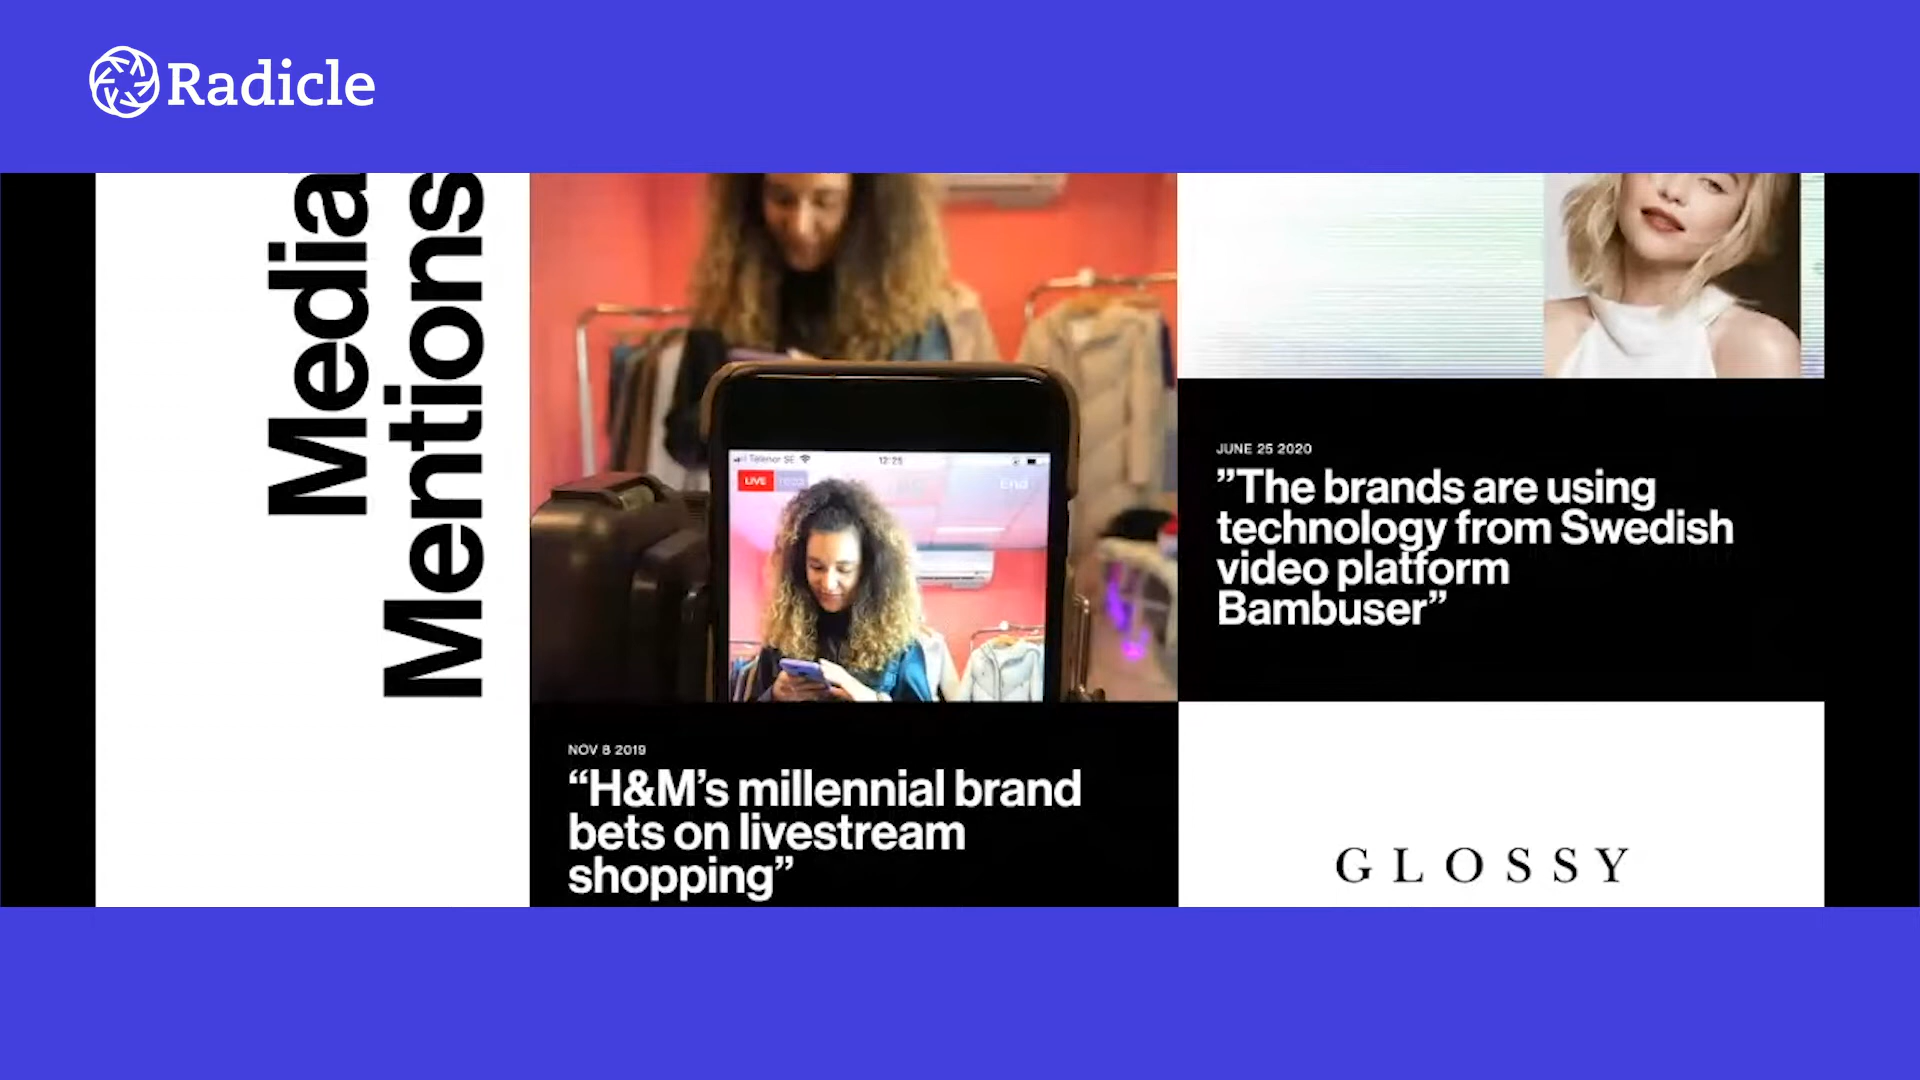 Radicle
Media
Mentions
Telenor SE
12:25
LIVE
End
NOV 8 2019
“H&M’s millennial brand
bets on livestream
shopping”
JUNE 25 2020
”The brands are using
technology from Swedish
video platform
Bambuser”
GLOSSY